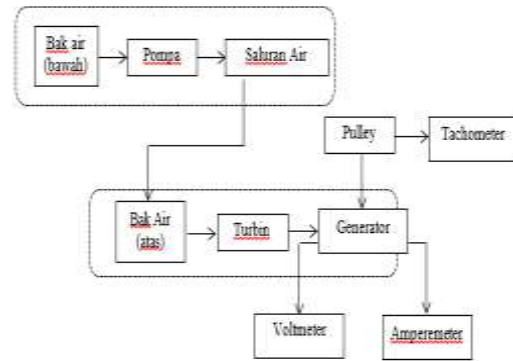 Bak air
(bawah)
Pompa
Saluran Air
Pulley
Tachometer
Bak Air
(atas)
Turbin
Generator
Voltmeter
Amperemeter